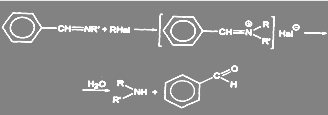 CH=NR' + RHal → [ CH=N⊕ R R' ] Hal⊖ →
H₂O → R R' NH + C O H